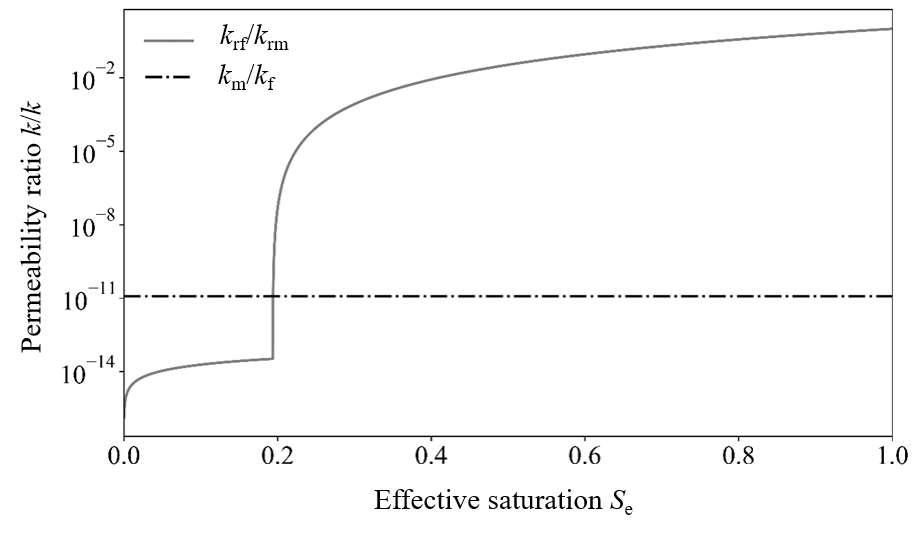 k_rf/k_rm
k_m/k_f
10^−2
10^−5
10^−8
10^−11
10^−14
Permeability ratio k/k
0.0 0.2 0.4 0.6 0.8 1.0
Effective saturation S_e